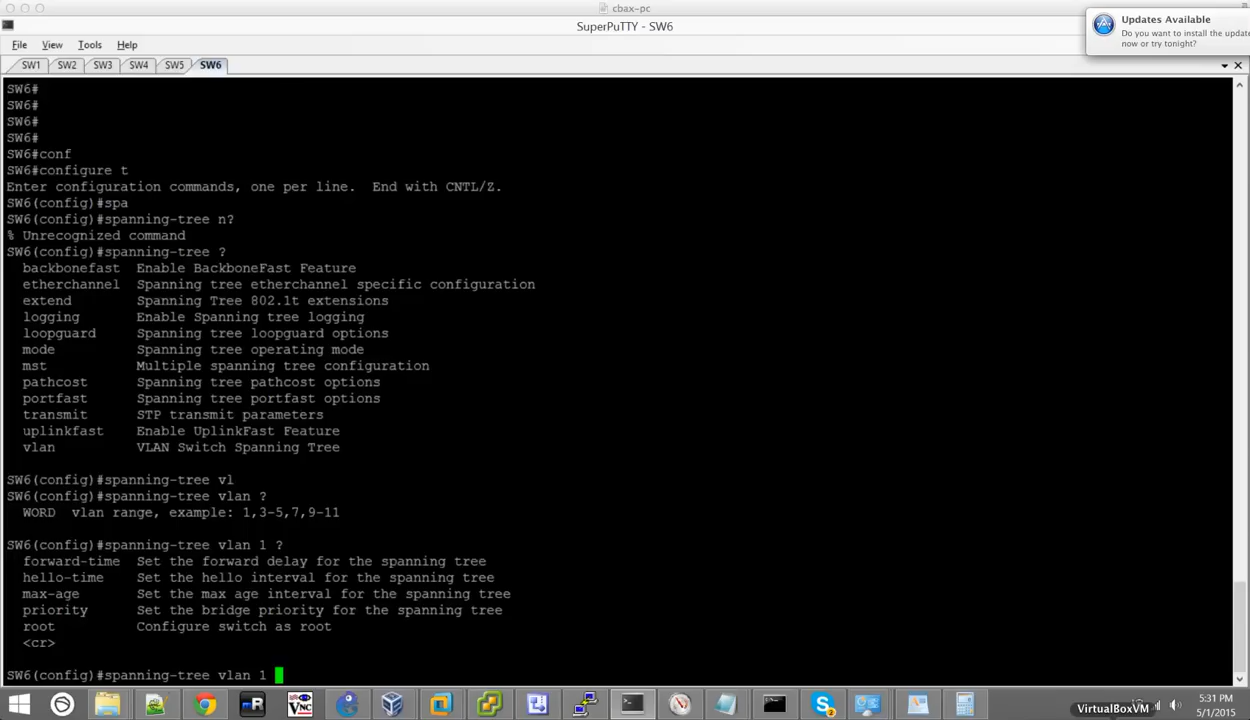 cbax-pc
SuperPuTTY - SW6
Updates Available
Do you want to install the update
now or try tonight?
File View Tools Help
SW1 SW2 SW3 SW4 SW5 SW6
SW6#
SW6#
SW6#
SW6#
SW6#conf
SW6#configure t
Enter configuration commands, one per line.  End with CNTL/Z.
SW6(config)#spa
SW6(config)#spanning-tree n?
% Unrecognized command
SW6(config)#spanning-tree ?
backbonefast  Enable BackboneFast Feature
etherchannel  Spanning tree etherchannel specific configuration
extend        Spanning Tree 802.1t extensions
logging       Enable Spanning tree logging
loopguard     Spanning tree loopguard options
mode          Spanning tree operating mode
mst           Multiple spanning tree configuration
pathcost      Spanning tree pathcost options
portfast      Spanning tree portfast options
transmit      STP transmit parameters
uplinkfast    Enable UplinkFast Feature
vlan          VLAN Switch Spanning Tree
SW6(config)#spanning-tree vl
SW6(config)#spanning-tree vlan ?
WORD  vlan range, example: 1,3-5,7,9-11
SW6(config)#spanning-tree vlan 1 ?
forward-time  Set the forward delay for the spanning tree
hello-time    Set the hello interval for the spanning tree
max-age       Set the max age interval for the spanning tree
priority      Set the bridge priority for the spanning tree
root          Configure switch as root
<cr>
SW6(config)#spanning-tree vlan 1
VirtualBoxVM
5:31 PM
5/1/2015